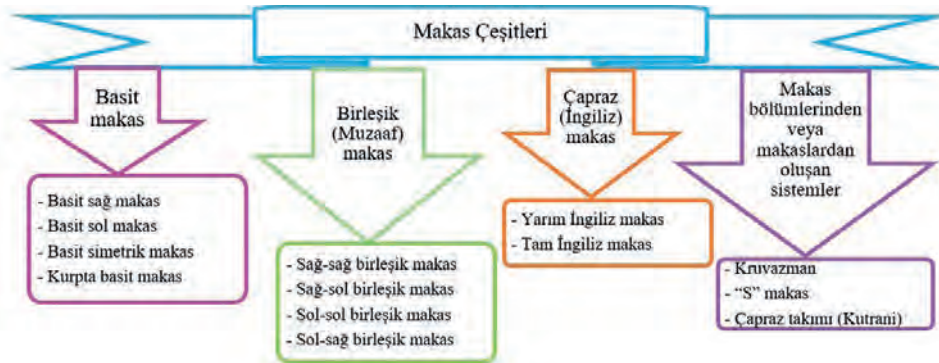 Makas Çeşitleri
Basit
makas
- Basit sağ makas
- Basit sol makas
- Basit simetrik makas
- Kurpta basit makas
Birleşik
(Muzaaf)
makas
- Sağ-sağ birleşik makas
- Sağ-sol birleşik makas
- Sol-sol birleşik makas
- Sol-sağ birleşik makas
Çapraz
(İngiliz)
makas
- Yarım İngiliz makas
- Tam İngiliz makas
Makas
bölümlerinden
veya
makaslardan
oluşan
sistemler
- Kruvazman
- “S” makas
- Çapraz takımı (Kutrani)